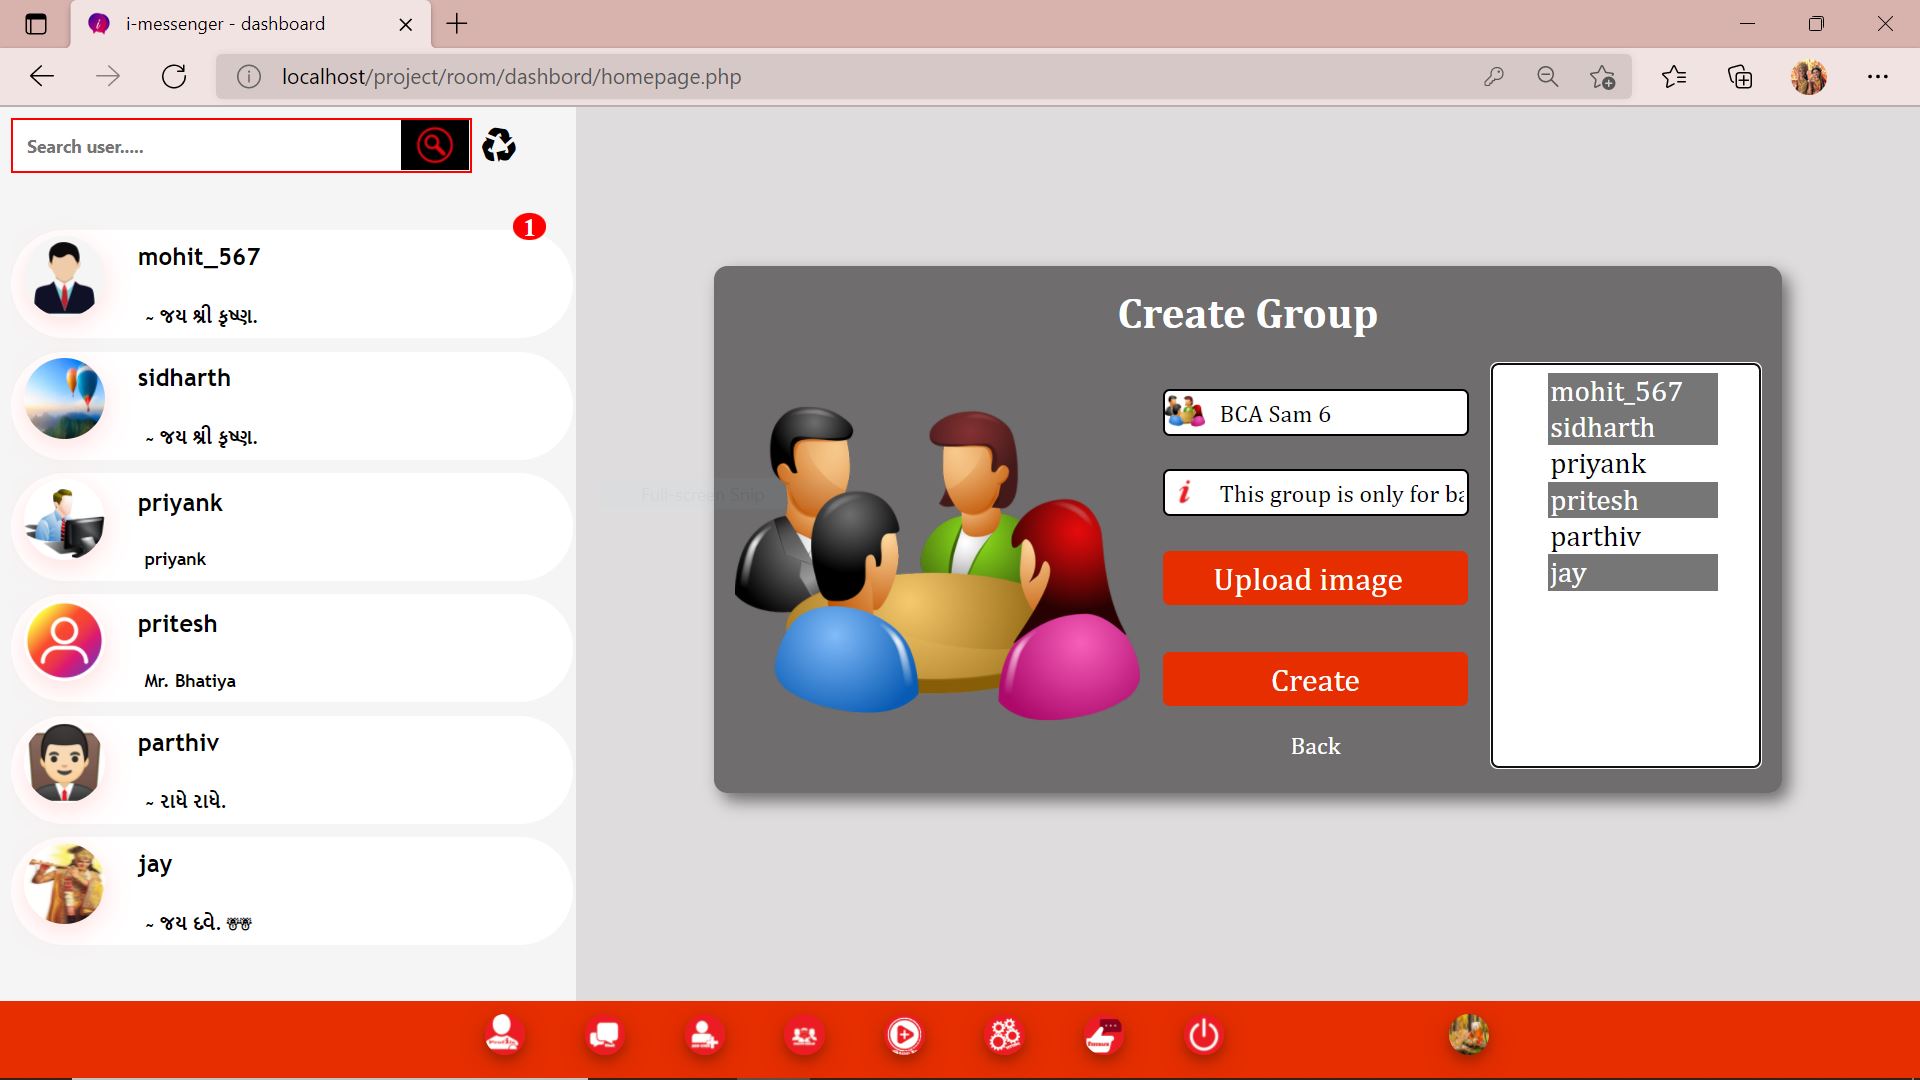 i-messenger - dashboard
localhost/project/room/dashbord/homepage.php
Search user.....
1
mohit_567
~ જય શ્રી કૃષ્ણ.
sidharth
~ જય શ્રી કૃષ્ણ.
priyank
priyank
pritesh
Mr. Bhatiya
parthiv
~ રાધે રાધે.
jay
~ જય દવે. ➿➿
Create Group
BCA Sam 6
This group is only for ba
Upload image
Create
Back
mohit_567
sidharth
priyank
pritesh
parthiv
jay
Full-screen Snip